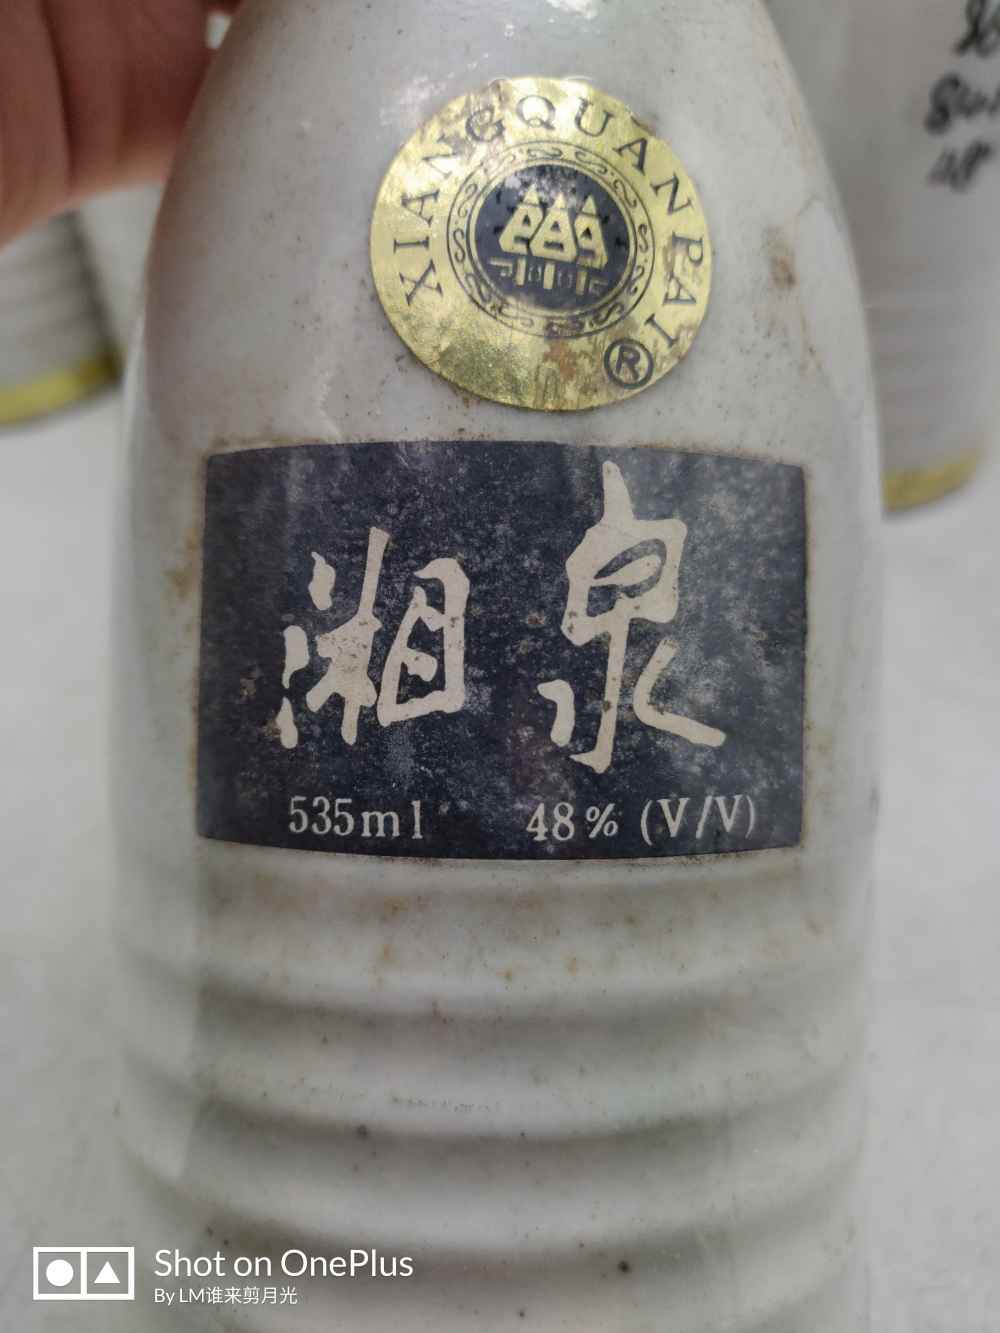 XIANGQUANPAI
®
湘泉
535ml 48% (V/V)
Shot on OnePlus
By LM谁来剪月光